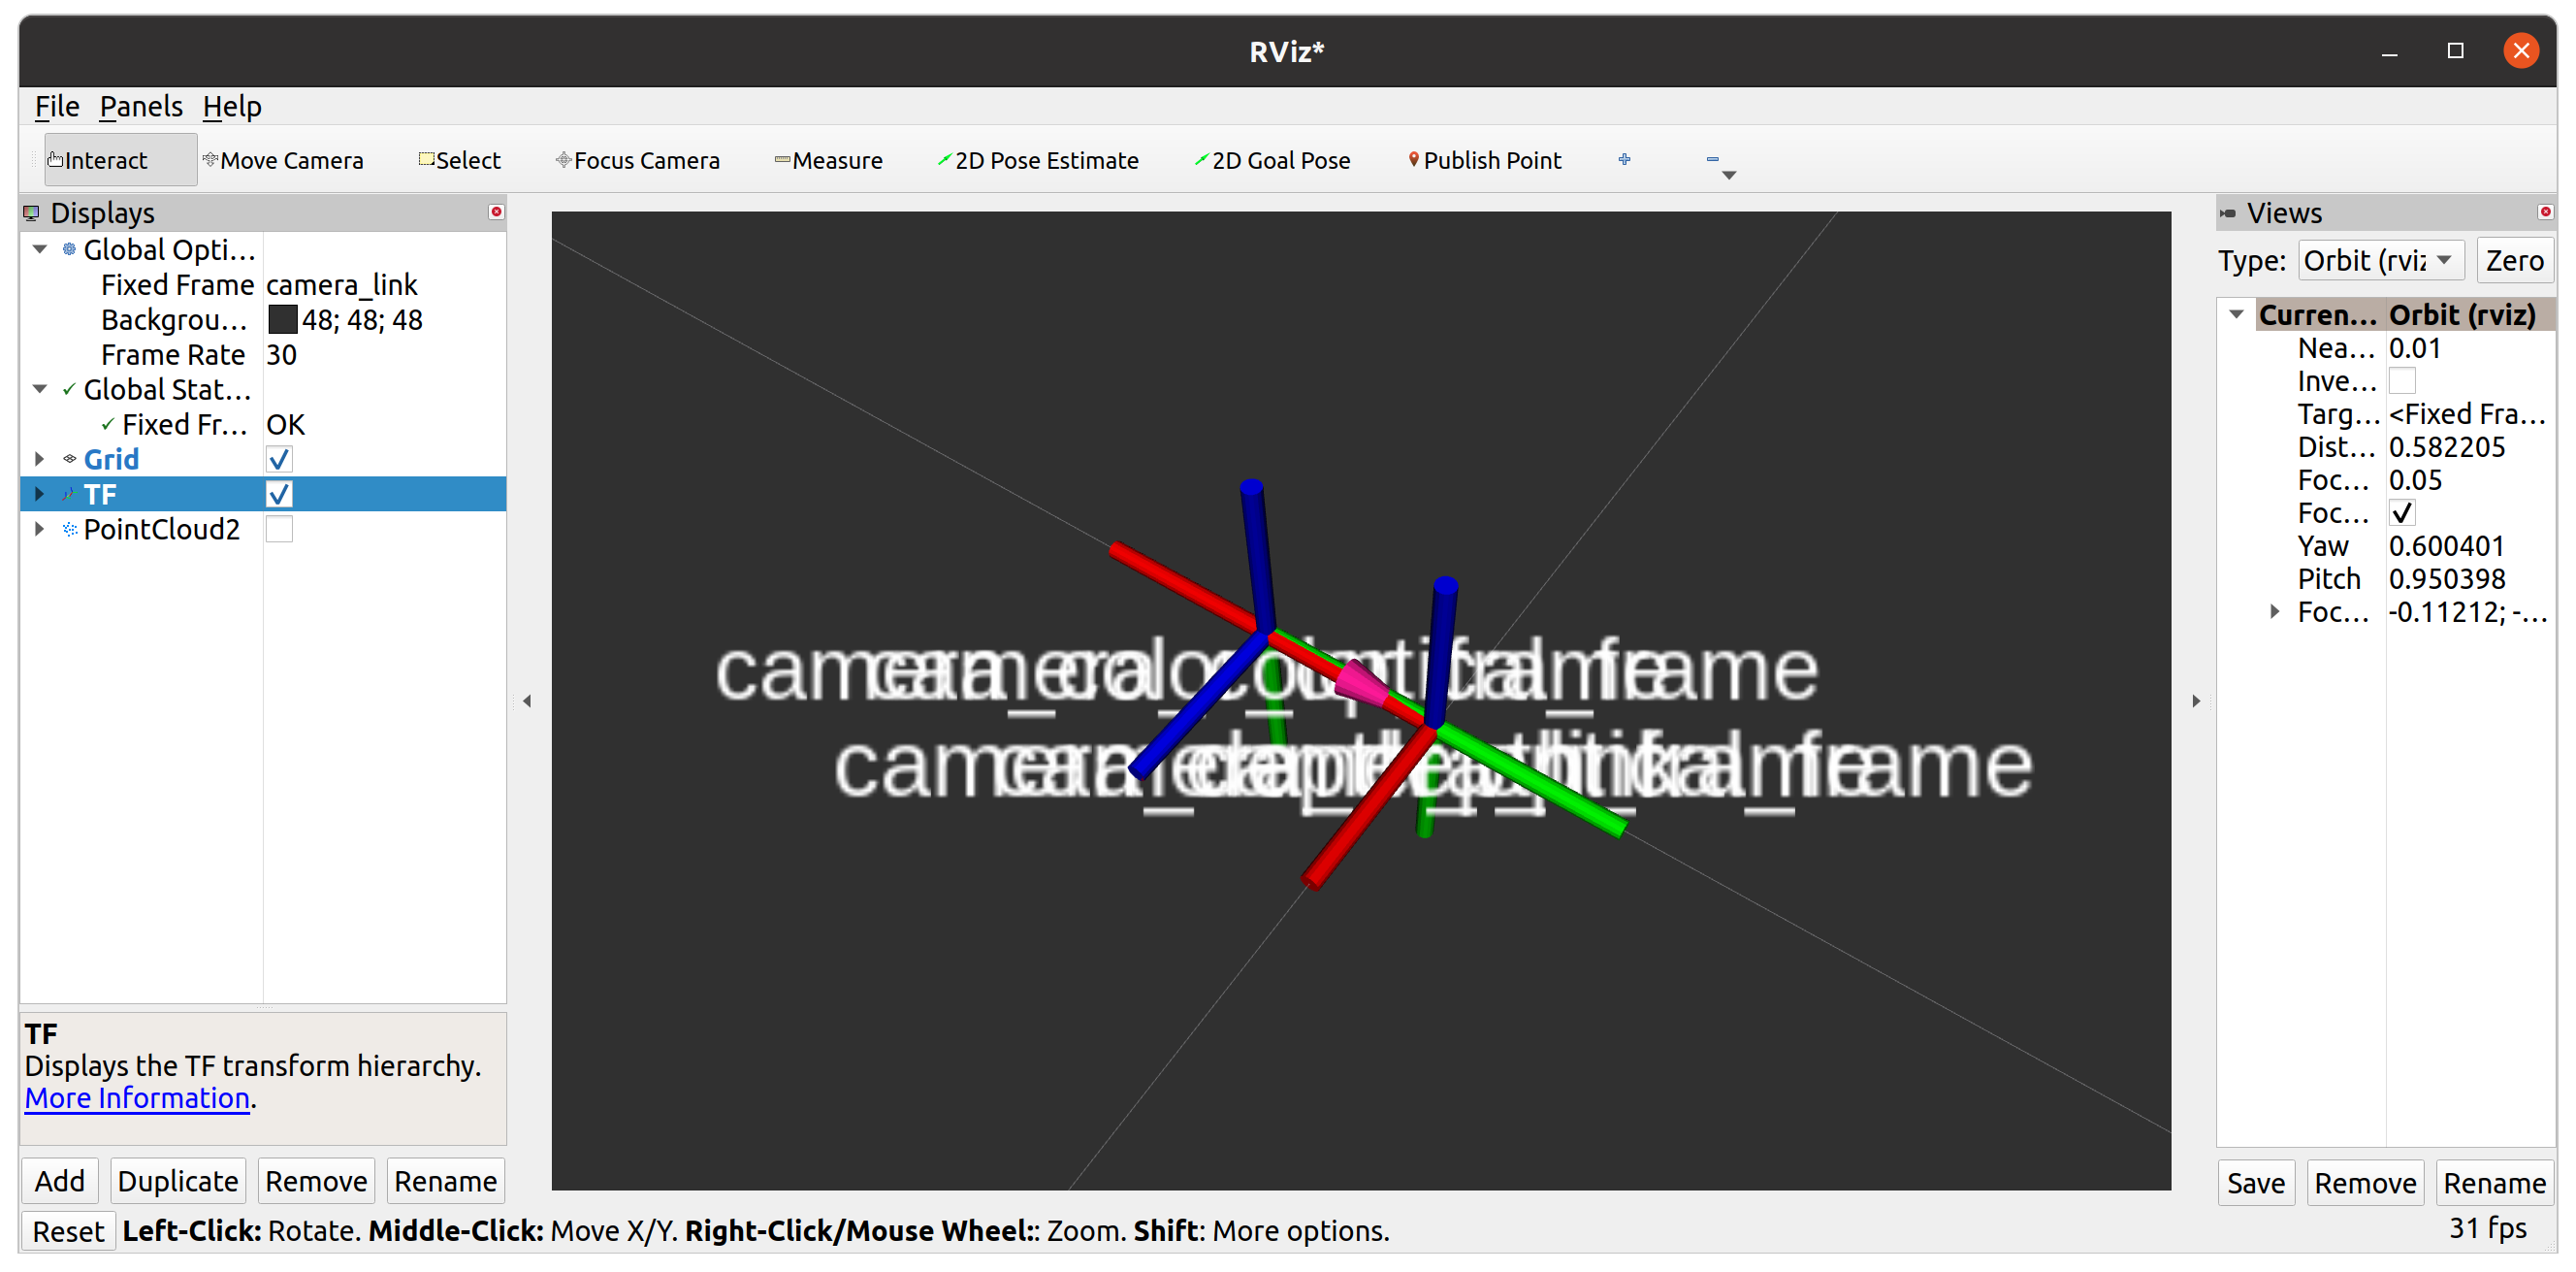 RViz*
File Panels Help
Interact Move Camera Select Focus Camera Measure 2D Pose Estimate 2D Goal Pose Publish Point
Displays
Global Opti...
Fixed Frame camera_link
Backgrou... 48; 48; 48
Frame Rate 30
Global Stat...
Fixed Fr... OK
Grid
TF
PointCloud2
TF
Displays the TF transform hierarchy.
More Information.
Add Duplicate Remove Rename
Reset Left-Click: Rotate. Middle-Click: Move X/Y. Right-Click/Mouse Wheel:: Zoom. Shift: More options.
Views
Type: Orbit (rviz Zero
Curren... Orbit (rviz)
Nea... 0.01
Inve...
Targ... <Fixed Fra...
Dist... 0.582205
Foc... 0.05
Foc...
Yaw 0.600401
Pitch 0.950398
Foc... -0.11212; -...
Save Remove Rename
31 fps